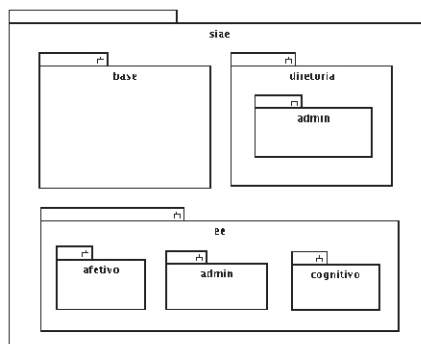 siae
base
diretoria
admin
ee
afetivo
admin
cognitivo